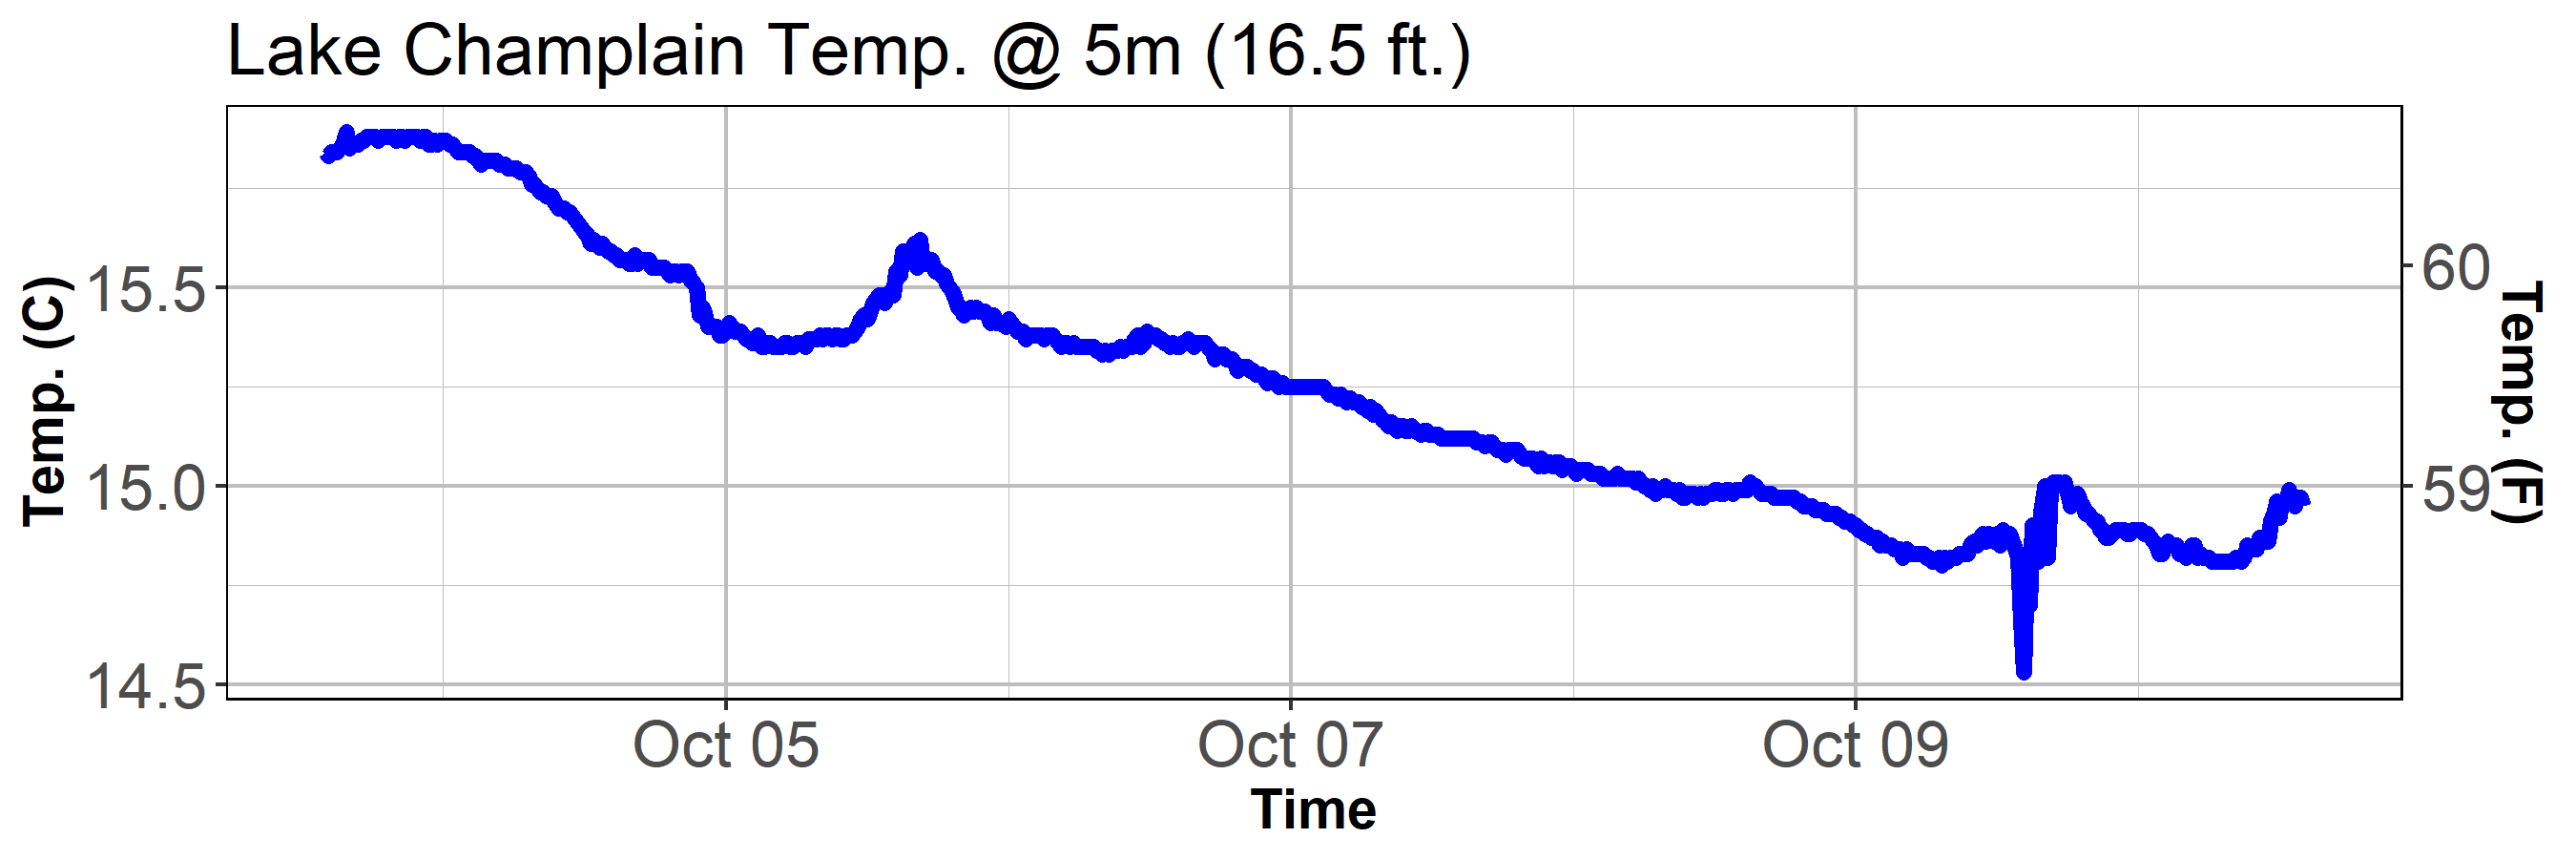 Lake Champlain Temp. @ 5m (16.5 ft.)
Temp. (C)
15.5
15.0
14.5
60
59
Temp. (F)
Oct 05
Oct 07
Oct 09
Time